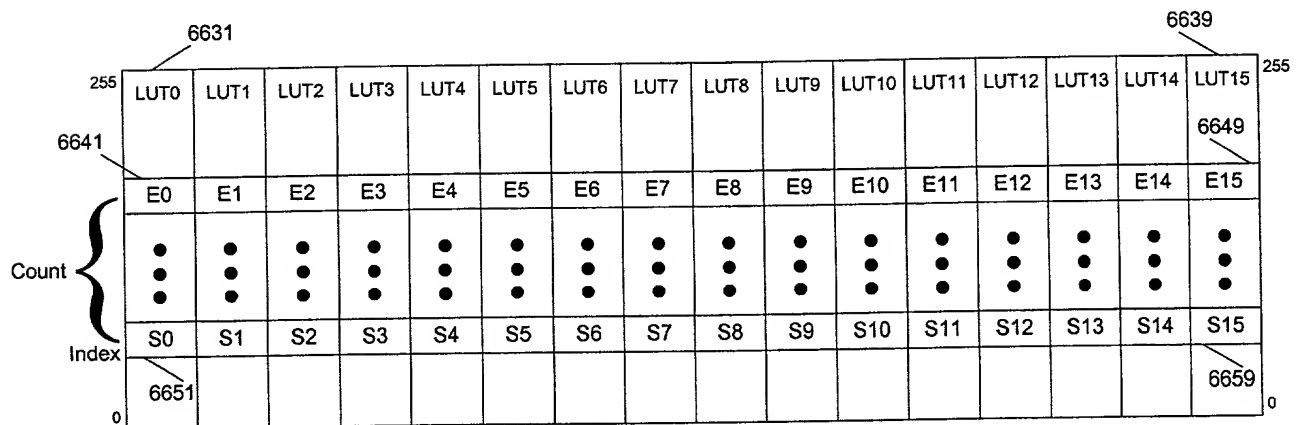 6631
6639
255 LUT0 LUT1 LUT2 LUT3 LUT4 LUT5 LUT6 LUT7 LUT8 LUT9 LUT10 LUT11 LUT12 LUT13 LUT14 LUT15 255
6641
6649
E0 E1 E2 E3 E4 E5 E6 E7 E8 E9 E10 E11 E12 E13 E14 E15
Count
S0 S1 S2 S3 S4 S5 S6 S7 S8 S9 S10 S11 S12 S13 S14 S15
Index
6651
6659
0
0